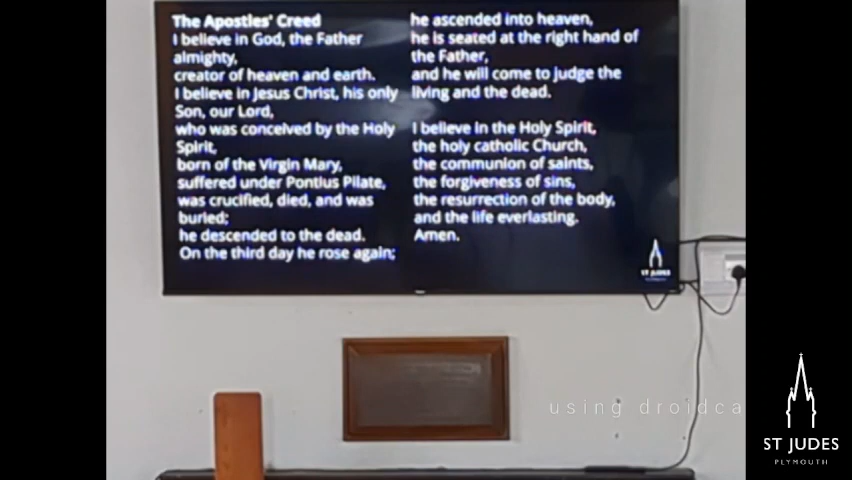 The Apostles' Creed
I believe in God, the Father
almighty,
creator of heaven and earth.
I believe in Jesus Christ, his only
Son, our Lord,
who was conceived by the Holy
Spirit,
born of the Virgin Mary,
suffered under Pontius Pilate,
was crucified, died, and was
buried;
he descended to the dead.
On the third day he rose again;
he ascended into heaven,
he is seated at the right hand of
the Father,
and he will come to judge the
living and the dead.
I believe in the Holy Spirit,
the holy catholic Church,
the communion of saints,
the forgiveness of sins,
the resurrection of the body,
and the life everlasting.
Amen.
ST JUDES
using droidca
ST JUDES
PLYMOUTH